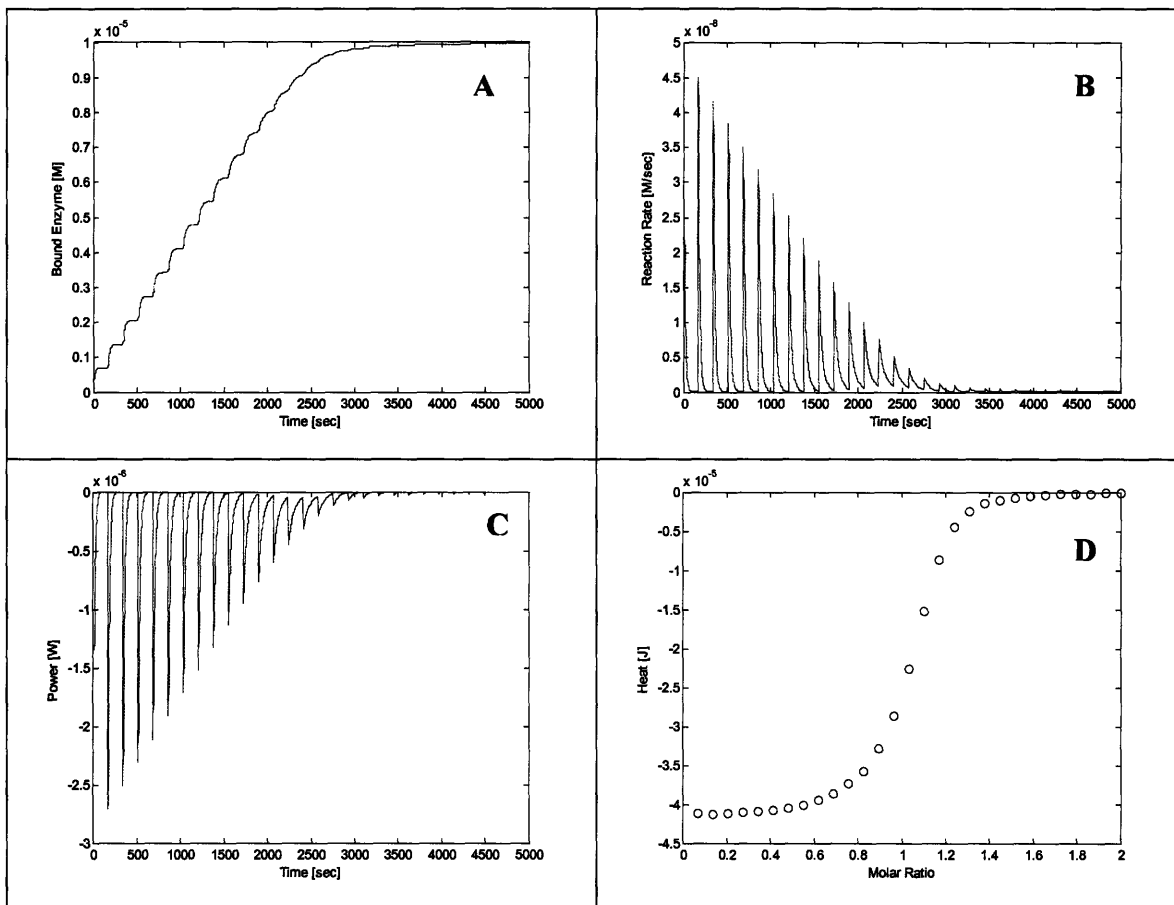 x 10^-5
1
0.9
0.8
0.7
0.6
0.5
0.4
0.3
0.2
0.1
0
0 500 1000 1500 2000 2500 3000 3500 4000 4500 5000
Bound Enzyme [M]
Time [sec]
A
x 10^-8
5
4.5
4
3.5
3
2.5
2
1.5
1
0.5
0
0 500 1000 1500 2000 2500 3000 3500 4000 4500 5000
Reaction Rate [M/sec]
Time [sec]
B
x 10^-6
0
-0.5
-1
-1.5
-2
-2.5
-3
0 500 1000 1500 2000 2500 3000 3500 4000 4500 5000
Power [W]
Time [sec]
C
x 10^-5
0
-0.5
-1
-1.5
-2
-2.5
-3
-3.5
-4
-4.5
0 0.2 0.4 0.6 0.8 1 1.2 1.4 1.6 1.8 2
Heat [J]
Molar Ratio
D